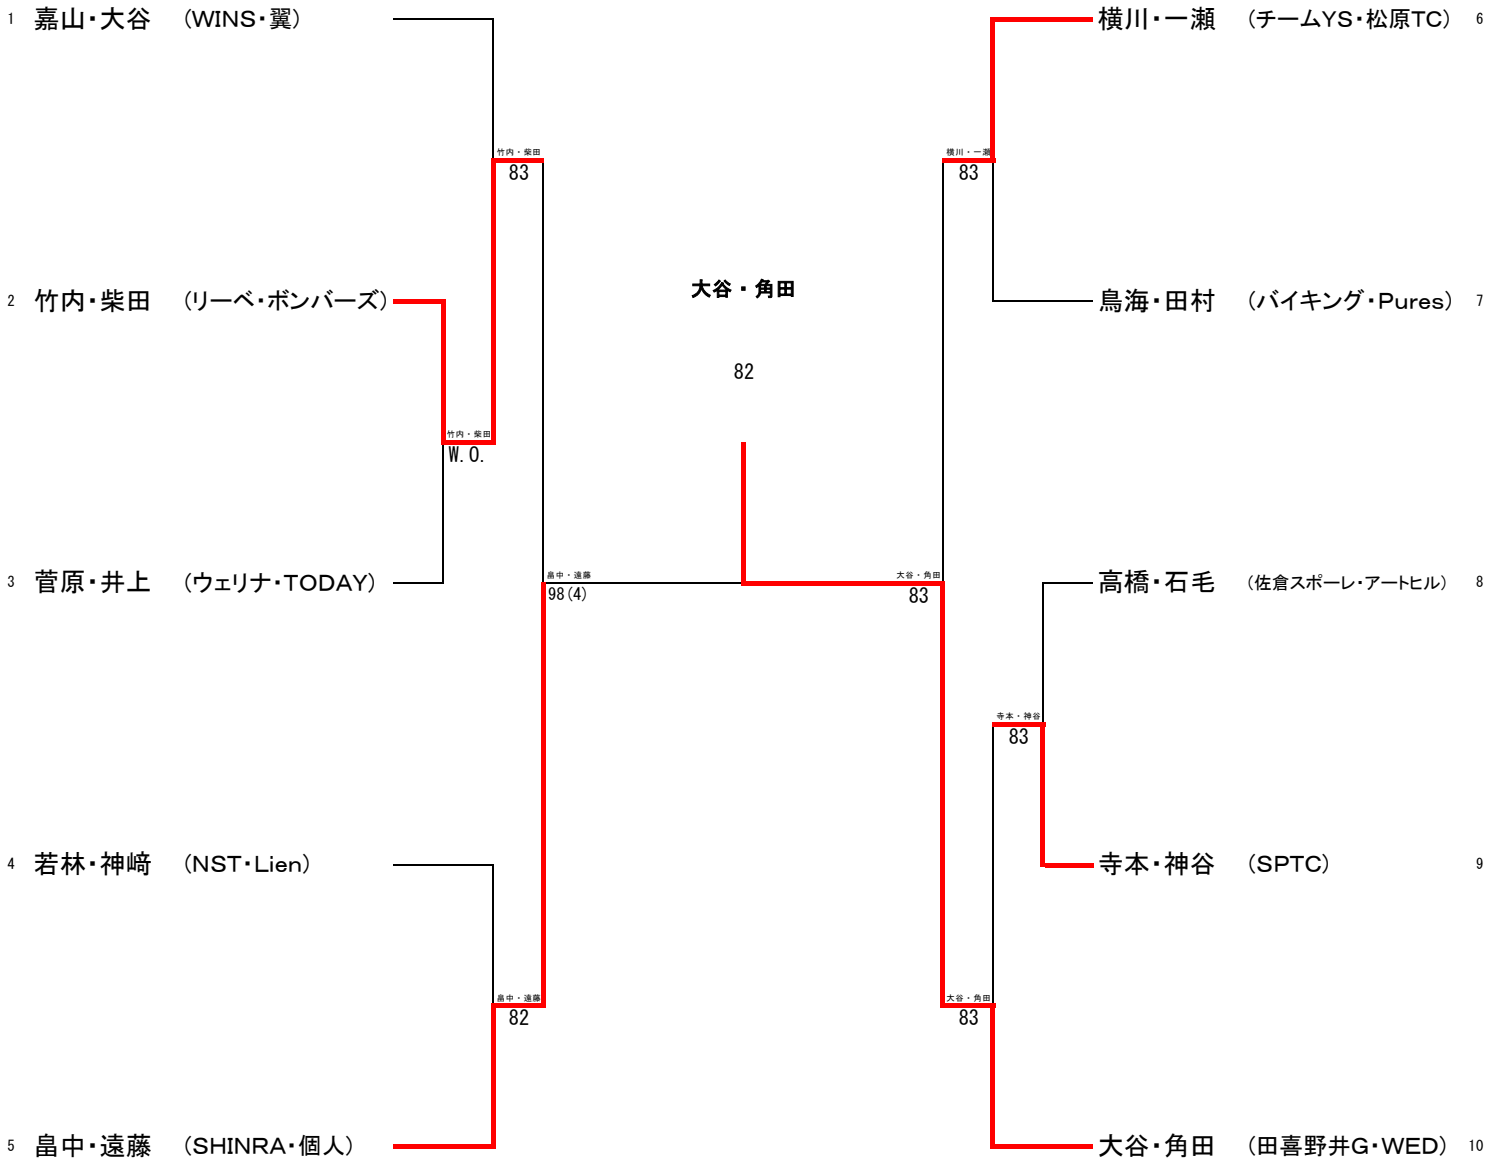 1 嘉山・大谷 (WINS・翼)
横川・一瀬 (チームYS・松原TC) 6
竹内・柴田
83
横川・一瀬
83
2 竹内・柴田 (リーベ・ボンバーズ)
大谷・角田
鳥海・田村 (バイキング・Pures) 7
82
竹内・柴田
W.O.
3 菅原・井上 (ウェリナ・TODAY)
畠中・遠藤
98(4)
大谷・角田
83
高橋・石毛 (佐倉スポーレ・アートヒル) 8
寺本・神谷
83
4 若林・神﨑 (NST・Lien)
寺本・神谷 (SPTC) 9
畠中・遠藤
82
大谷・角田
83
5 畠中・遠藤 (SHINRA・個人)
大谷・角田 (田喜野井G・WED) 10